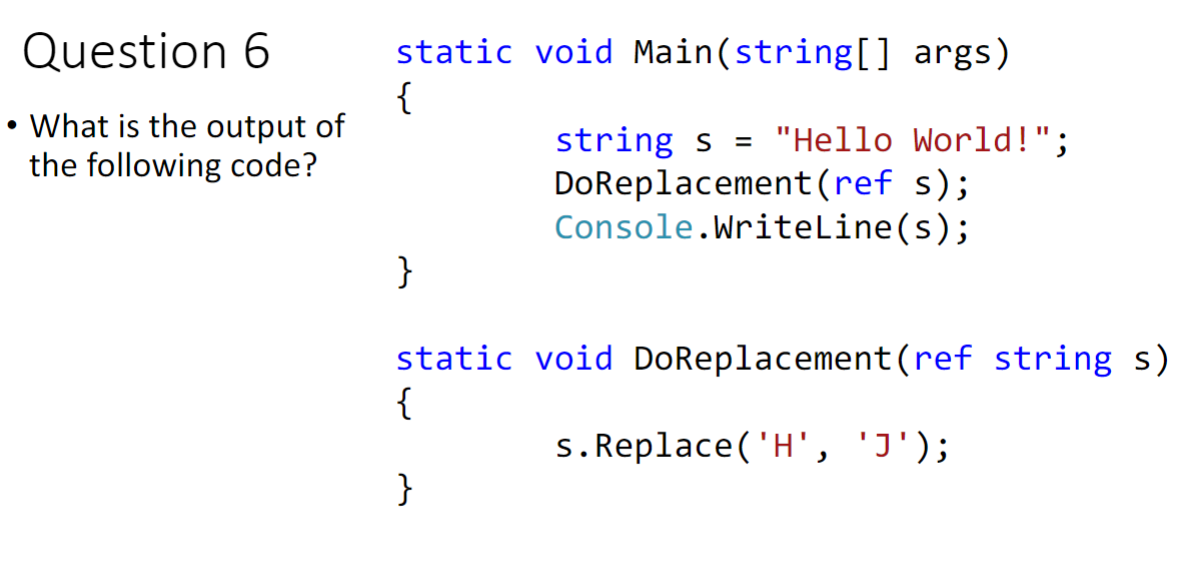 Question 6
• What is the output of
the following code?
static void Main(string[] args)
{
string s = "Hello World!";
DoReplacement(ref s);
Console.WriteLine(s);
}
static void DoReplacement(ref string s)
{
s.Replace('H', 'J');
}